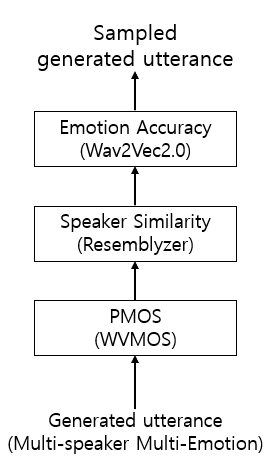 Sampled
generated utterance
Emotion Accuracy
(Wav2Vec2.0)
Speaker Similarity
(Resemblyzer)
PMOS
(WVMOS)
Generated utterance
(Multi-speaker Multi-Emotion)